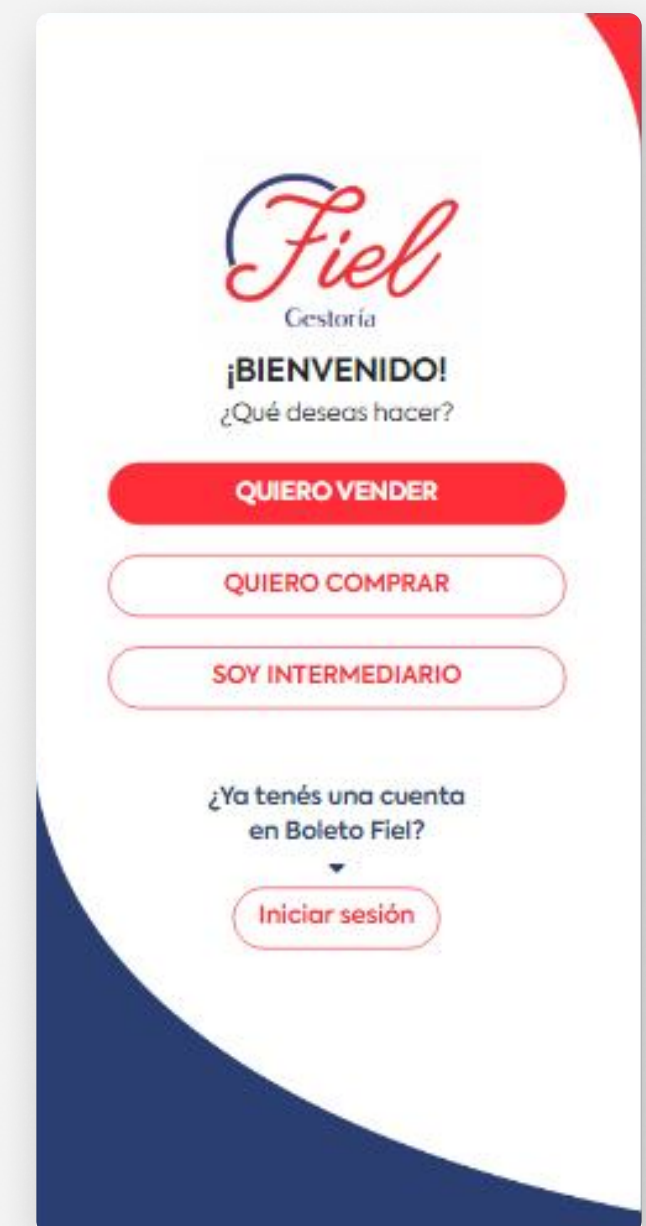 Fiel
Gestoría
¡BIENVENIDO!
¿Qué deseas hacer?
QUIERO VENDER
QUIERO COMPRAR
SOY INTERMEDIARIO
¿Ya tenés una cuenta
en Boleto Fiel?
Iniciar sesión